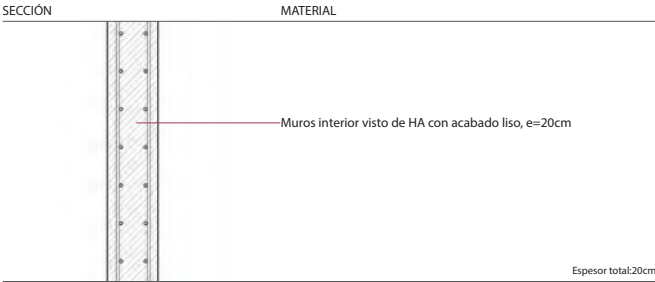 SECCIÓN MATERIAL
Muros interior visto de HA con acabado liso, e=20cm
Espesor total:20cm